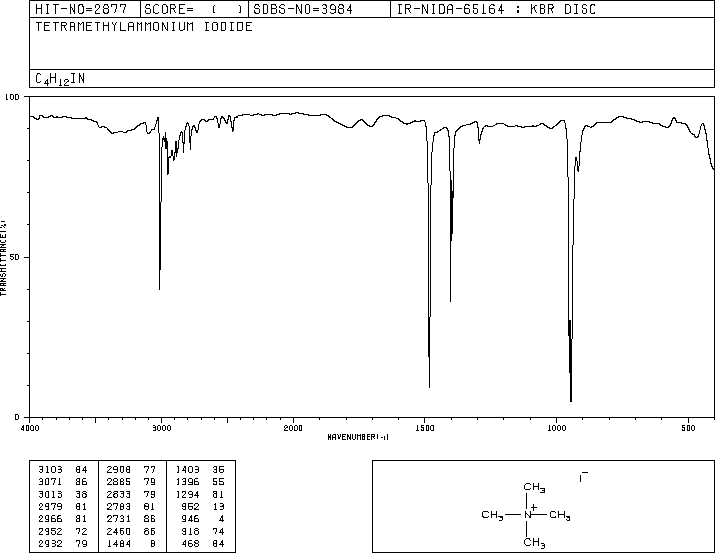 HIT-NO=2877 SCORE= ( ) SDBS-NO=3984 IR-NIDA-65164 : KBR DISC
TETRAMETHYLAMMONIUM IODIDE
C4H12IN
100
50
0
TRANSMITTANCE(%)
4000 3000 2000 1500 1000 500
WAVENUMBER(-1)
3103 84 2908 77 1403 35
3071 86 2885 79 1396 55
3013 38 2833 79 1294 81
2979 81 2783 81 952 13
2966 81 2731 86 946 4
2952 72 2460 86 918 74
2932 79 1484 8 468 84
I−
CH3
CH3 N+ CH3
CH3